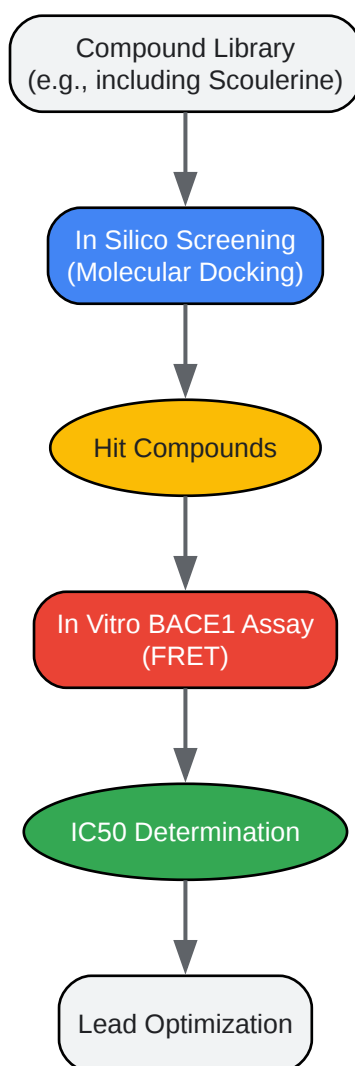 Compound Library
(e.g., including Scoulerine)
In Silico Screening
(Molecular Docking)
Hit Compounds
In Vitro BACE1 Assay
(FRET)
IC50 Determination
Lead Optimization